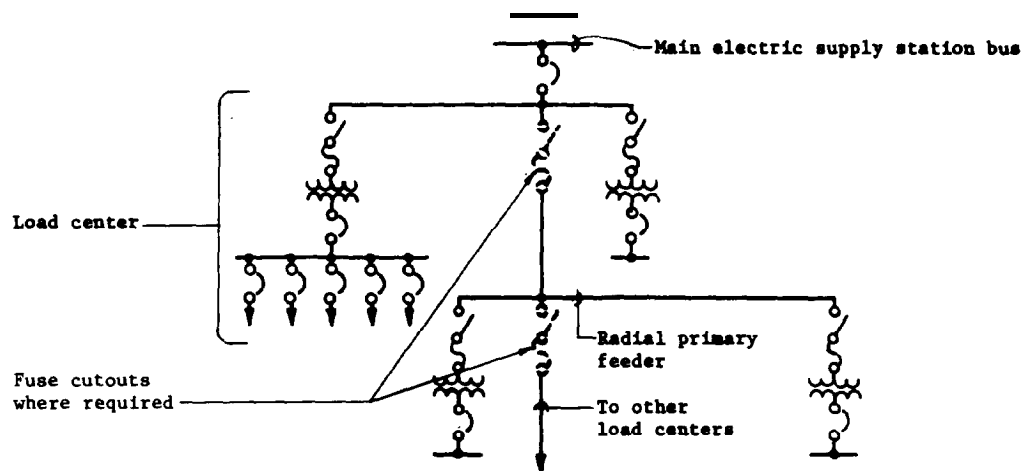 Main electric supply station bus
Load center
Radial primary
feeder
Fuse cutouts
where required
To other
load centers